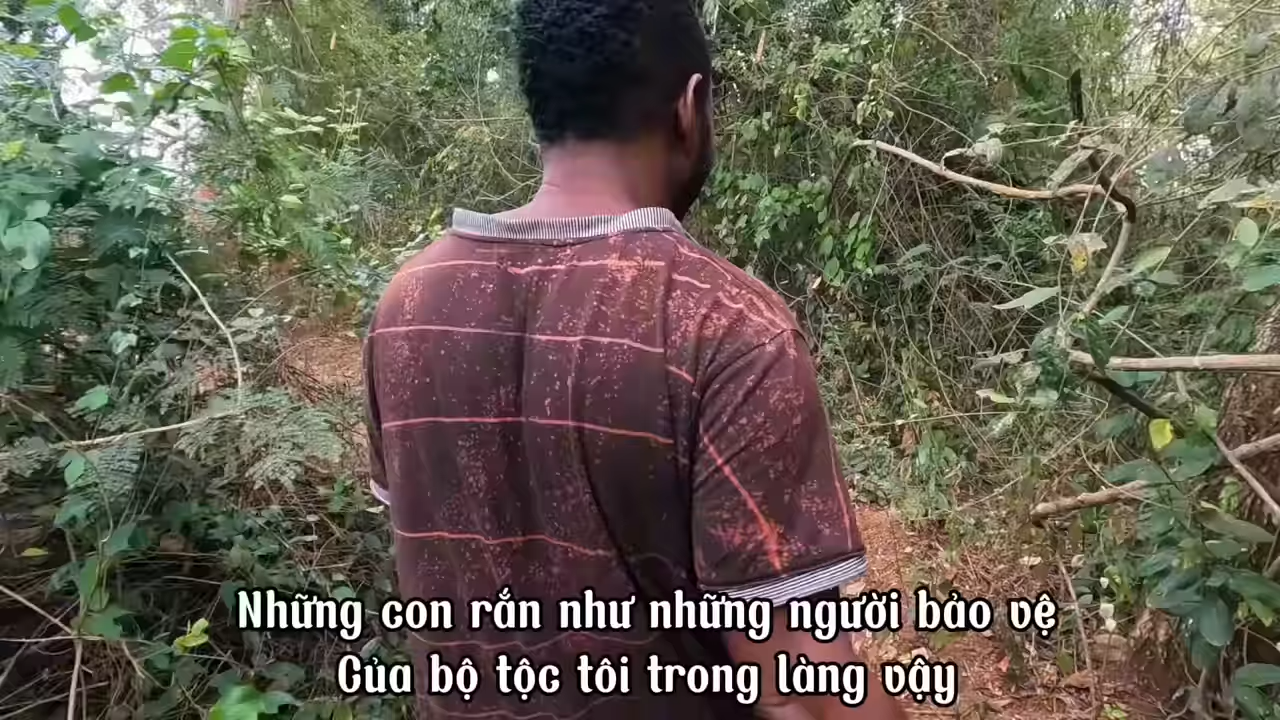 Những con rắn như những người bảo vệ
Của bộ tộc tôi trong làng vậy